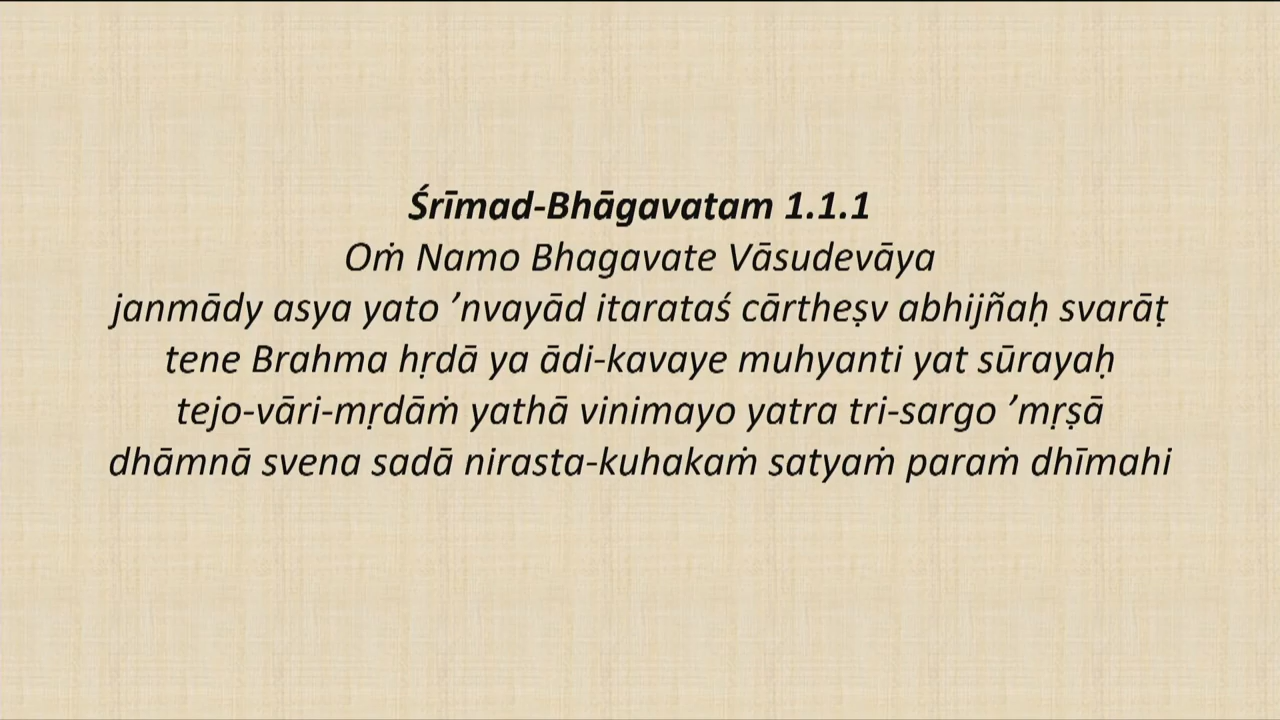 Śrīmad-Bhāgavatam 1.1.1
Oṁ Namo Bhagavate Vāsudevāya
janmādy asya yato ’nvayād itarataś cārtheṣv abhijñaḥ svarāṭ
tene Brahma hṛdā ya ādi-kavaye muhyanti yat sūrayaḥ
tejo-vāri-mṛdāṁ yathā vinimayo yatra tri-sargo ’mṛṣā
dhāmnā svena sadā nirasta-kuhakaṁ satyaṁ paraṁ dhīmahi